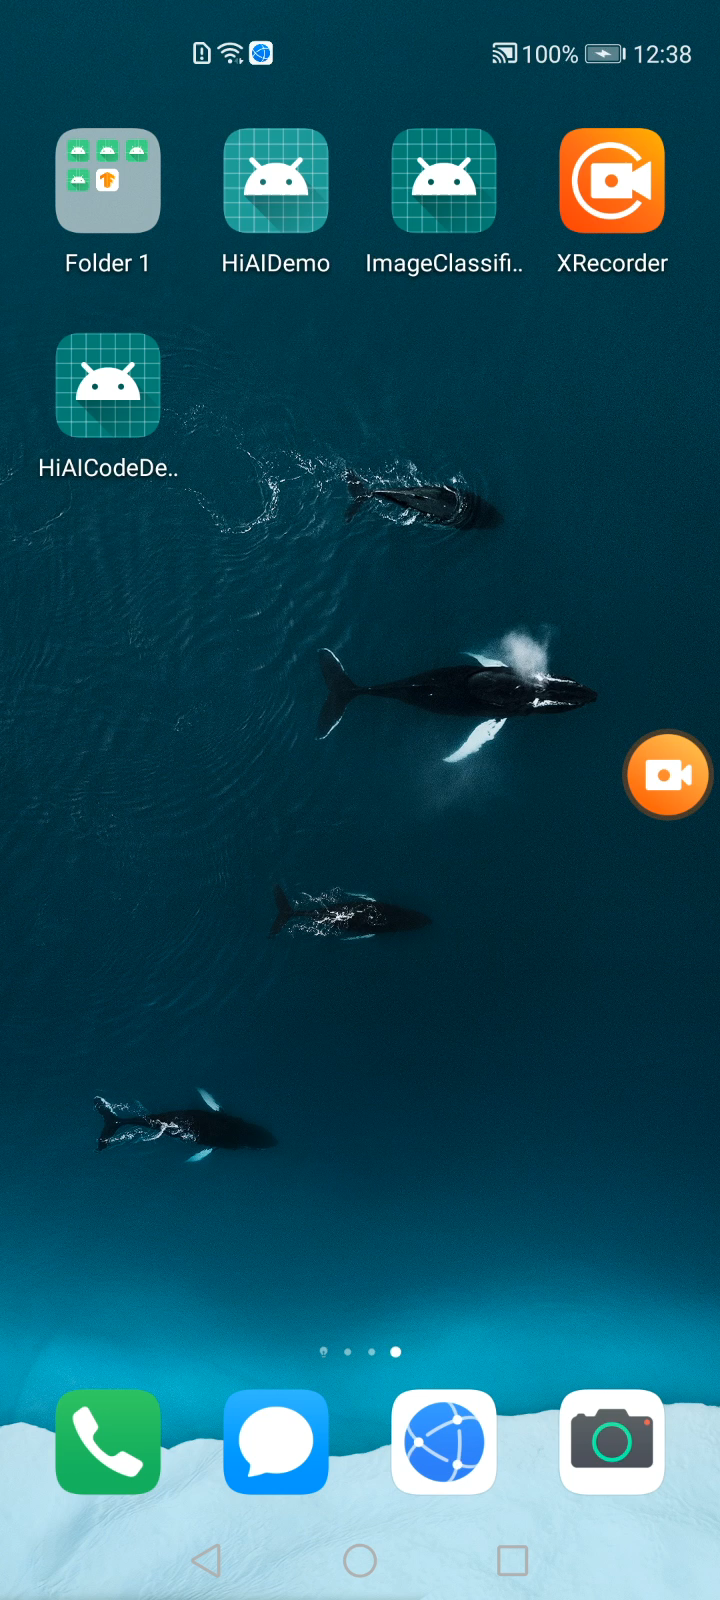 100% 12:38
Folder 1 HiAIDemo ImageClassifi.. XRecorder
HiAICodeDe..